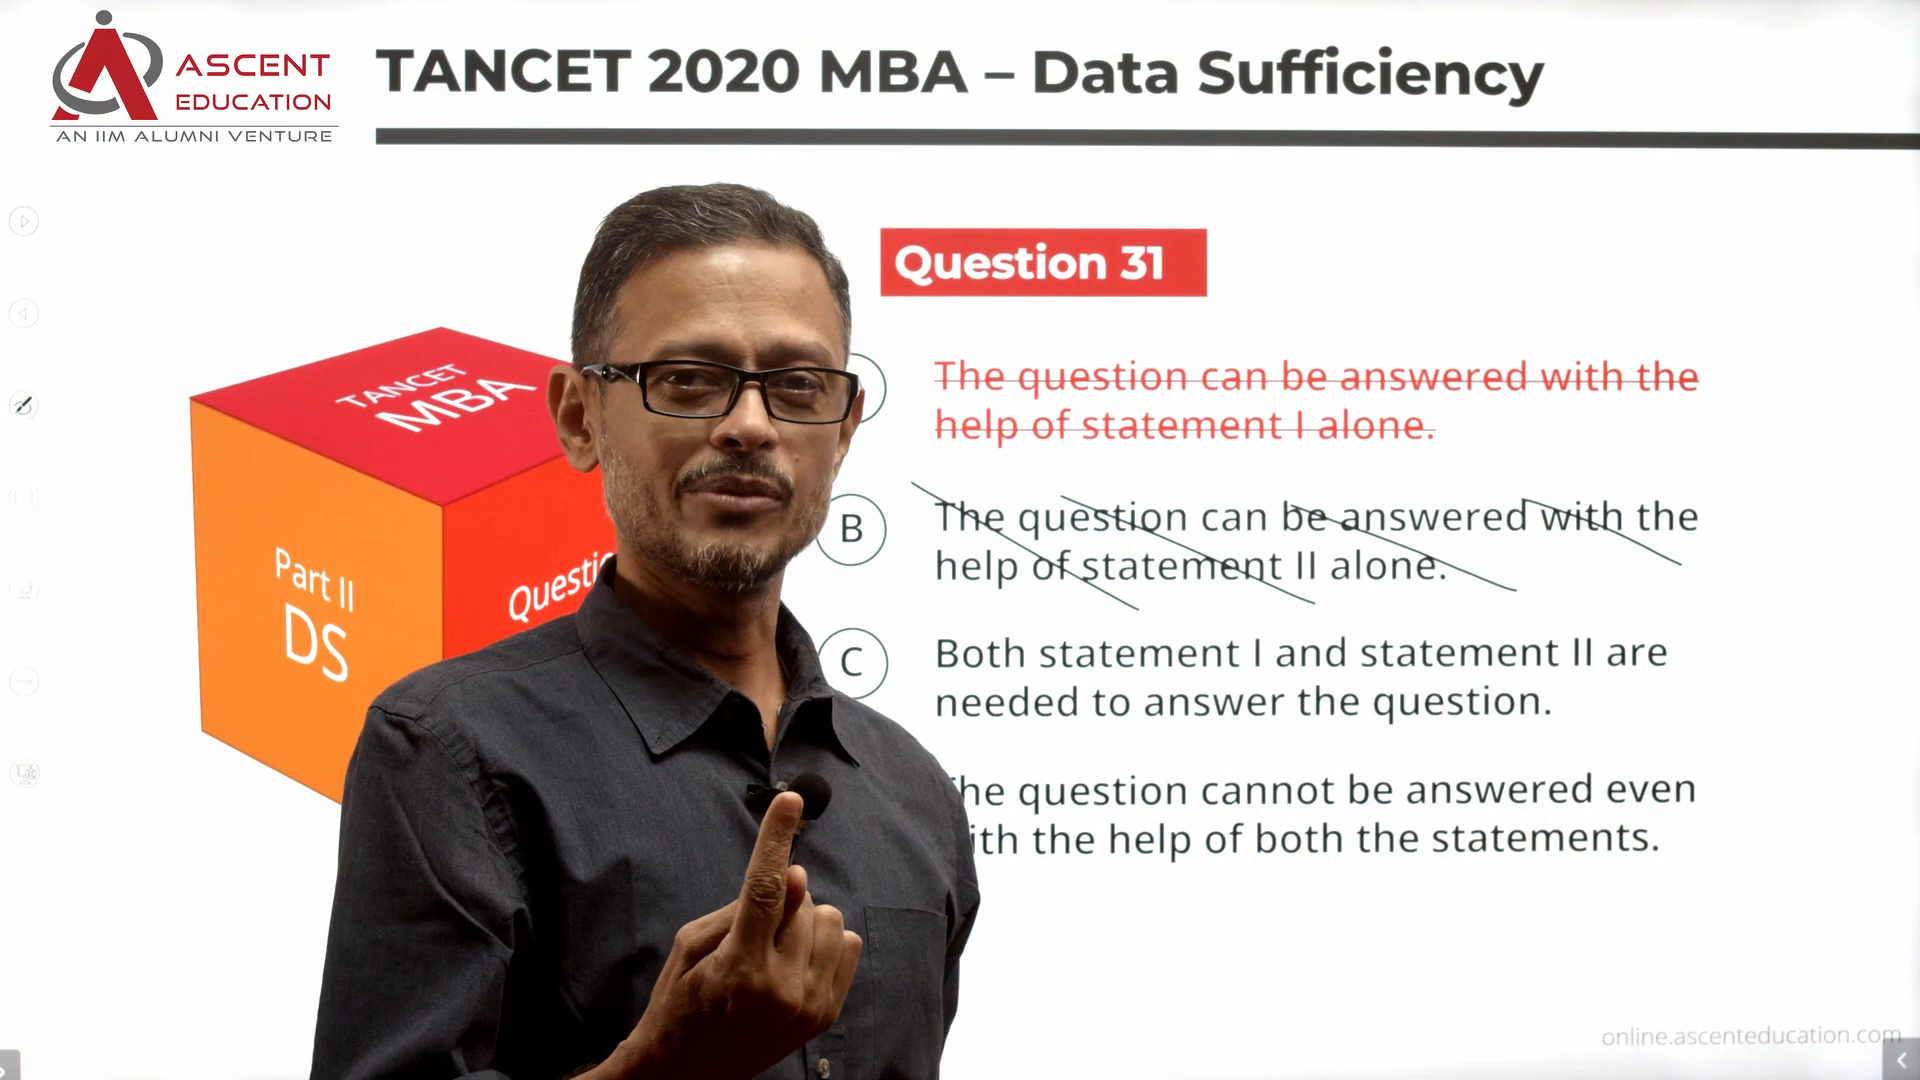 ASCENT
EDUCATION
AN IIM ALUMNI VENTURE
TANCET 2020 MBA – Data Sufficiency
Question 31
TANCET
MBA
Part II
DS
The question can be answered with the
help of statement I alone.
B
The question can be answered with the
help of statement II alone.
C
Both statement I and statement II are
needed to answer the question.
question cannot be answered even
the help of both the statements.
online.ascenteducation.com